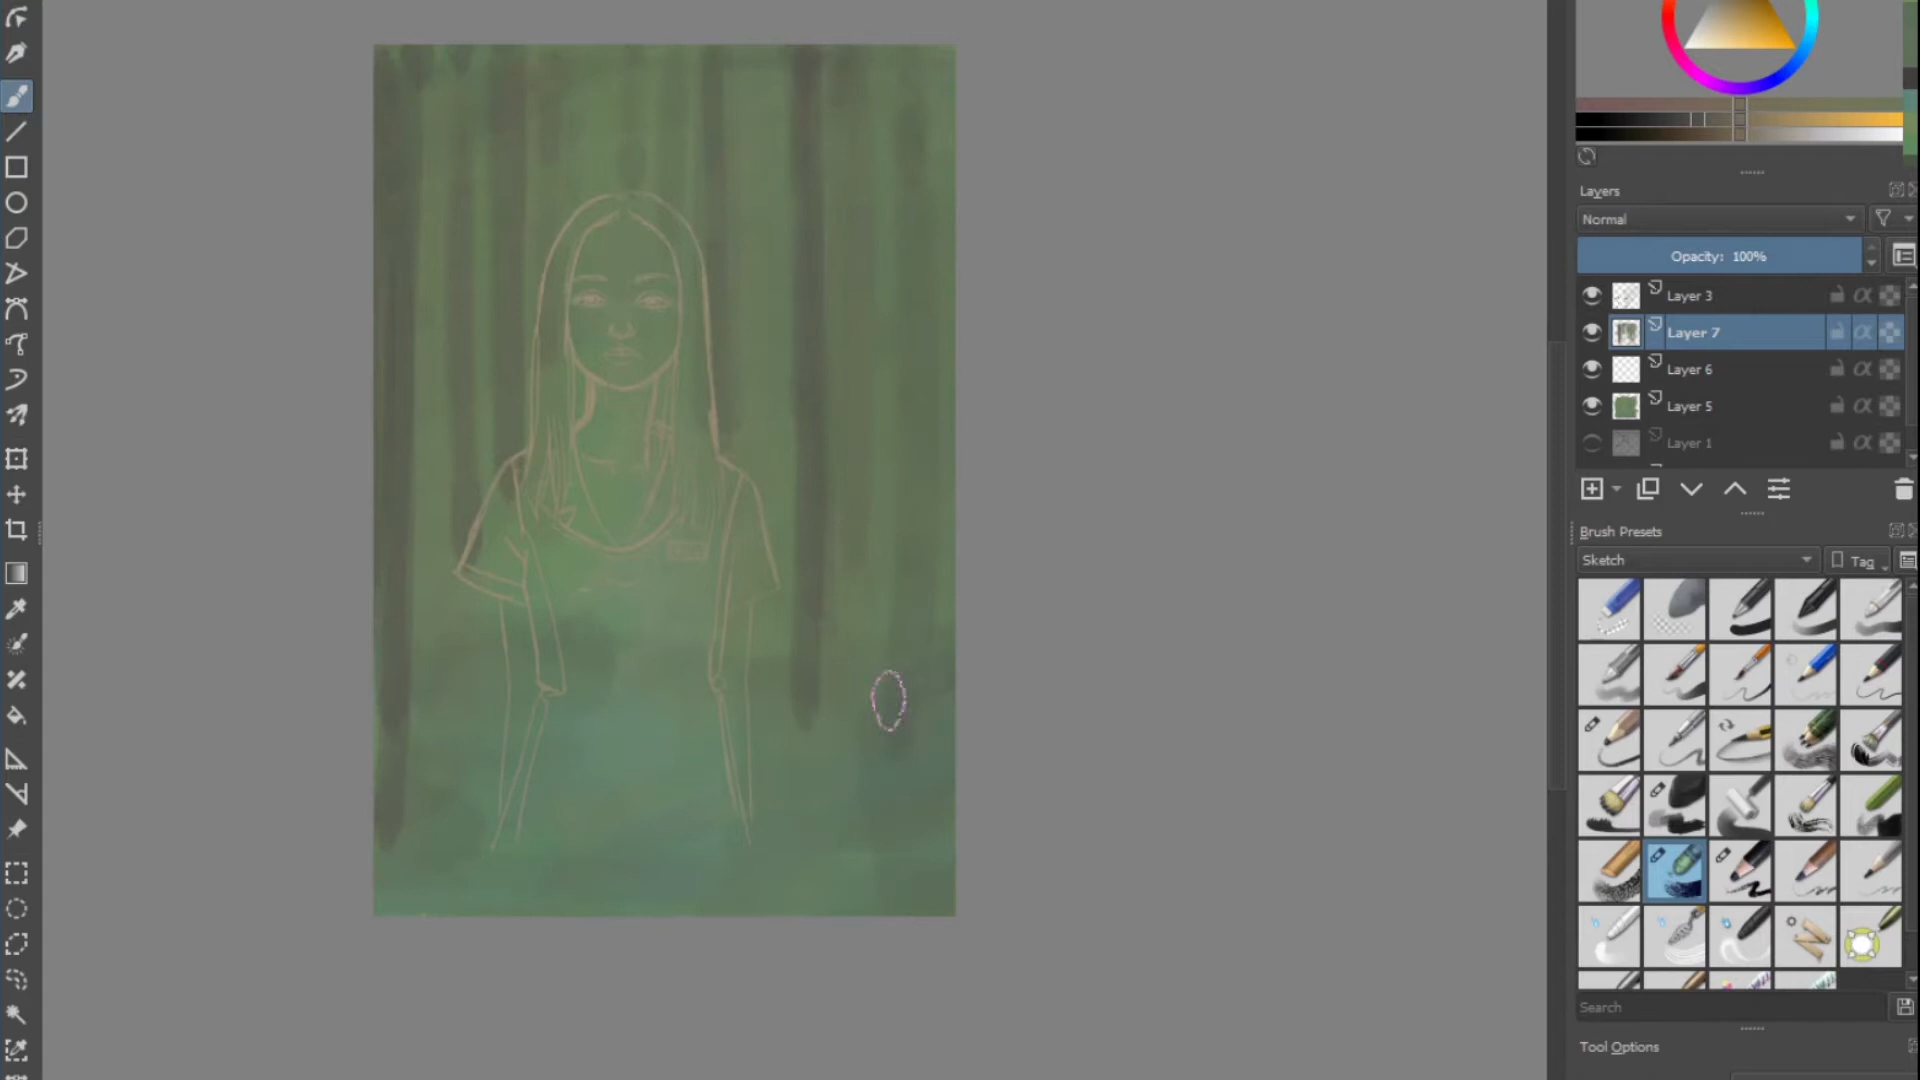 Layers
Normal
Opacity: 100%
Layer 3
Layer 7
Layer 6
Layer 5
Layer 1
Brush Presets
Sketch
Tag
Search
Tool Options